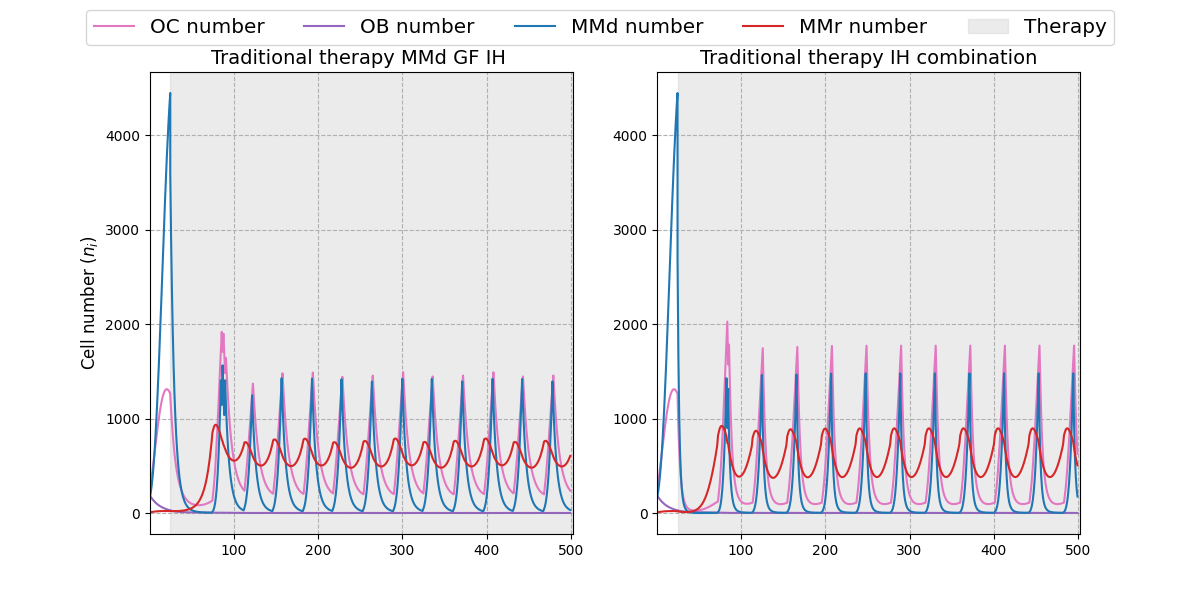 OC number OB number MMd number MMr number Therapy
Traditional therapy MMd GF IH
Traditional therapy IH combination
Cell number ($n_i$)
4000
3000
2000
1000
0
100 200 300 400 500
4000
3000
2000
1000
0
100 200 300 400 500